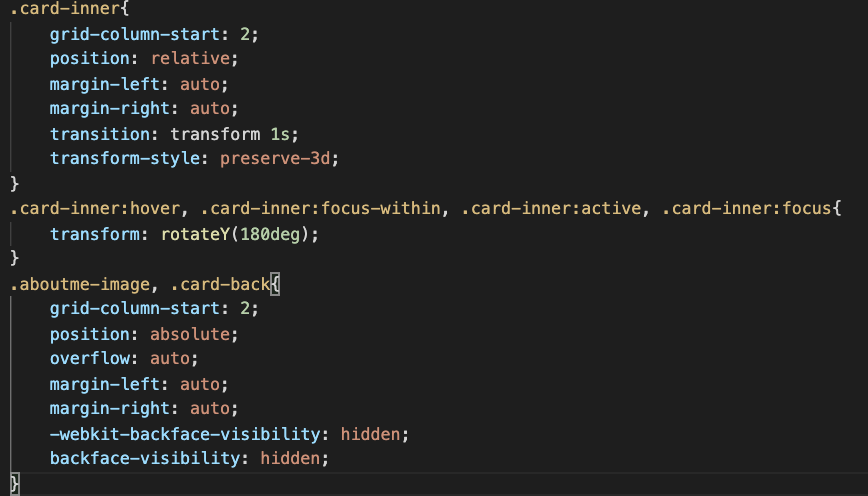 .card-inner{
    grid-column-start: 2;
    position: relative;
    margin-left: auto;
    margin-right: auto;
    transition: transform 1s;
    transform-style: preserve-3d;
}
.card-inner:hover, .card-inner:focus-within, .card-inner:active, .card-inner:focus{
    transform: rotateY(180deg);
}
.aboutme-image, .card-back{
    grid-column-start: 2;
    position: absolute;
    overflow: auto;
    margin-left: auto;
    margin-right: auto;
    -webkit-backface-visibility: hidden;
    backface-visibility: hidden;
}